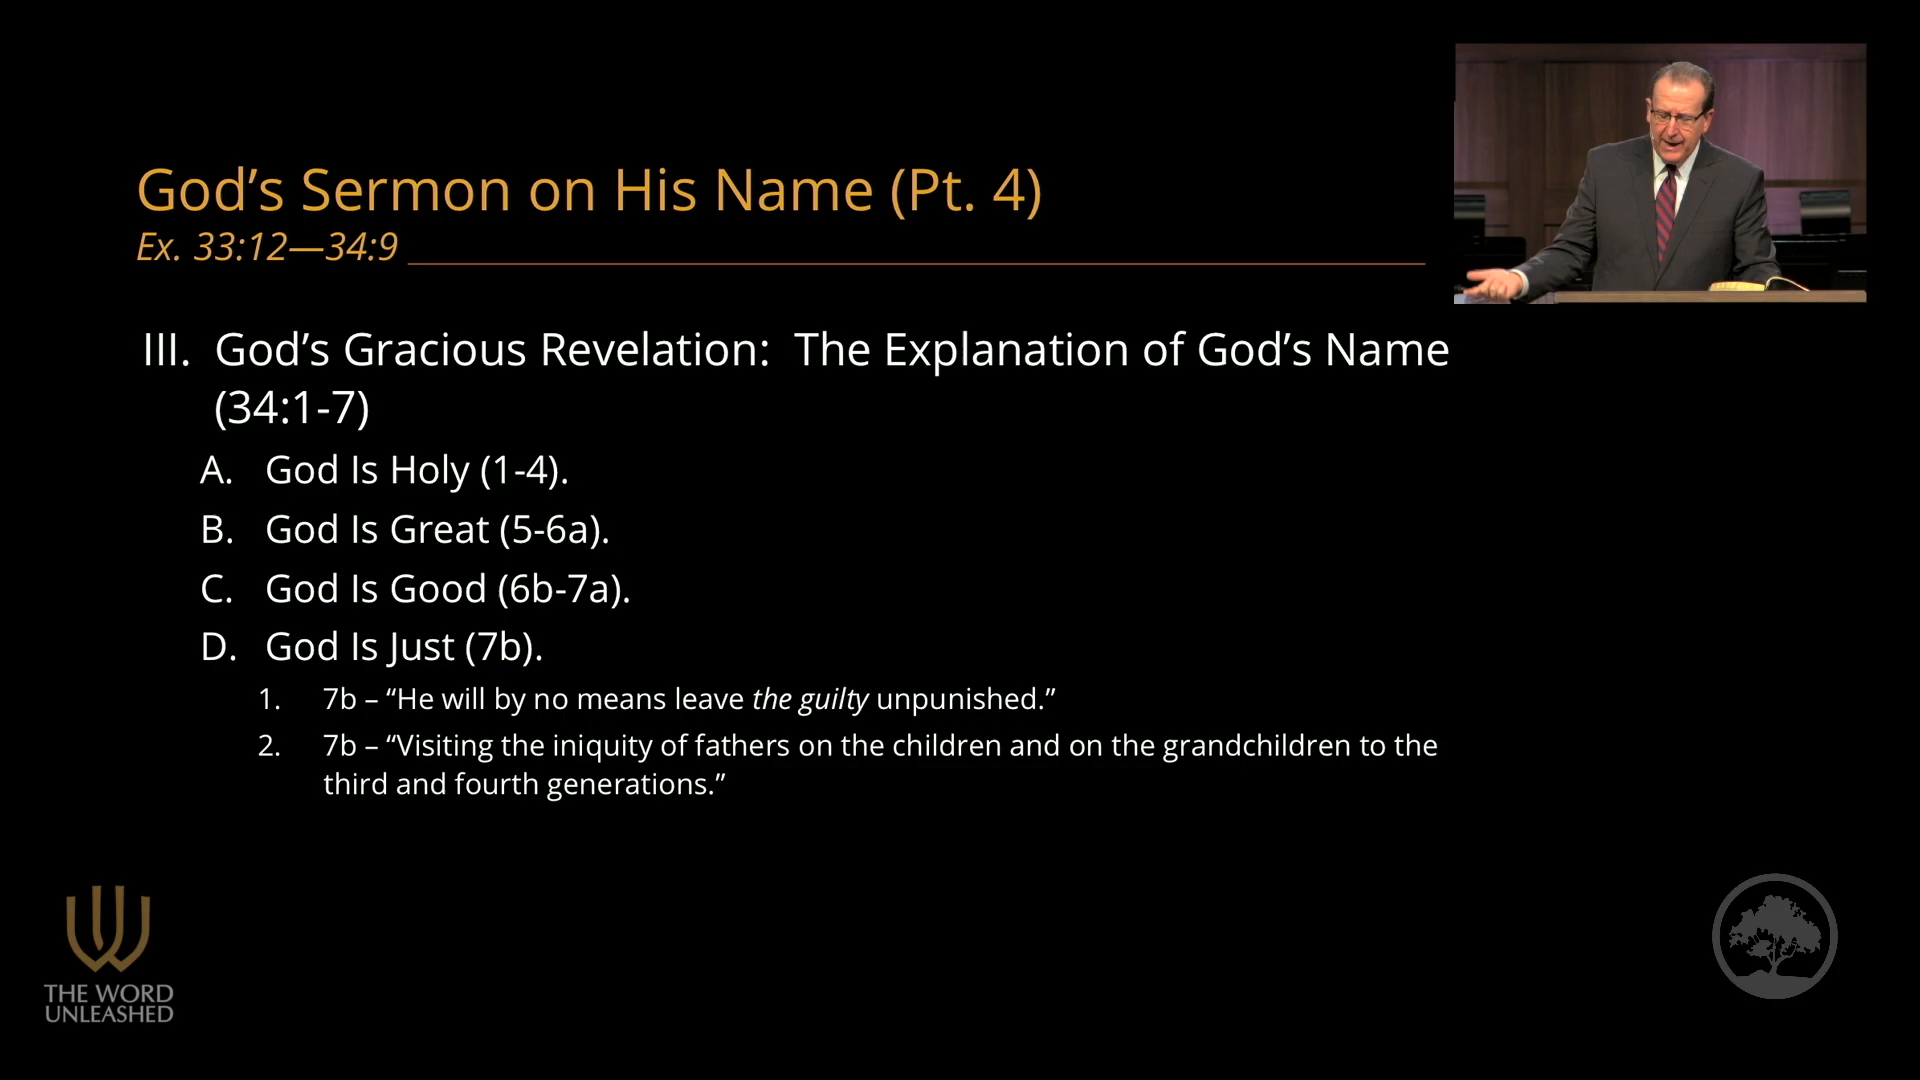 God’s Sermon on His Name (Pt. 4)
Ex. 33:12—34:9
III. God’s Gracious Revelation: The Explanation of God’s Name
(34:1-7)
A. God Is Holy (1-4).
B. God Is Great (5-6a).
C. God Is Good (6b-7a).
D. God Is Just (7b).
1. 7b – “He will by no means leave the guilty unpunished.”
2. 7b – “Visiting the iniquity of fathers on the children and on the grandchildren to the
third and fourth generations.”
THE WORD
UNLEASHED